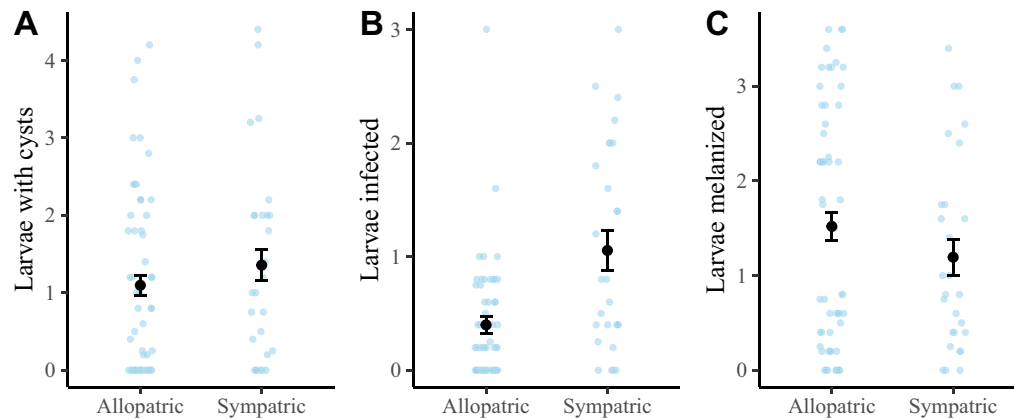 A
Larvae with cysts
4
3
2
1
0
Allopatric Sympatric
B
Larvae infected
3
2
1
0
Allopatric Sympatric
C
Larvae melanized
3
2
1
0
Allopatric Sympatric